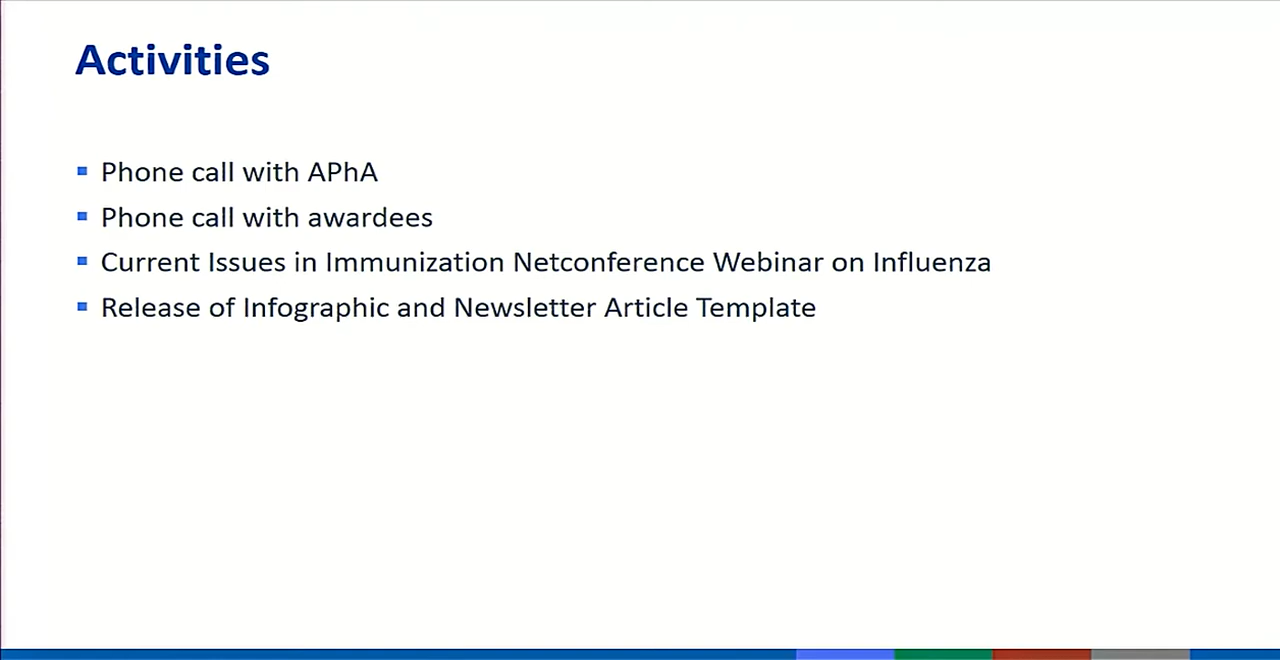 Activities
Phone call with APhA
Phone call with awardees
Current Issues in Immunization Netconference Webinar on Influenza
Release of Infographic and Newsletter Article Template